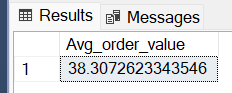 Results Messages
Avg_order_value
1 38.3072623343546